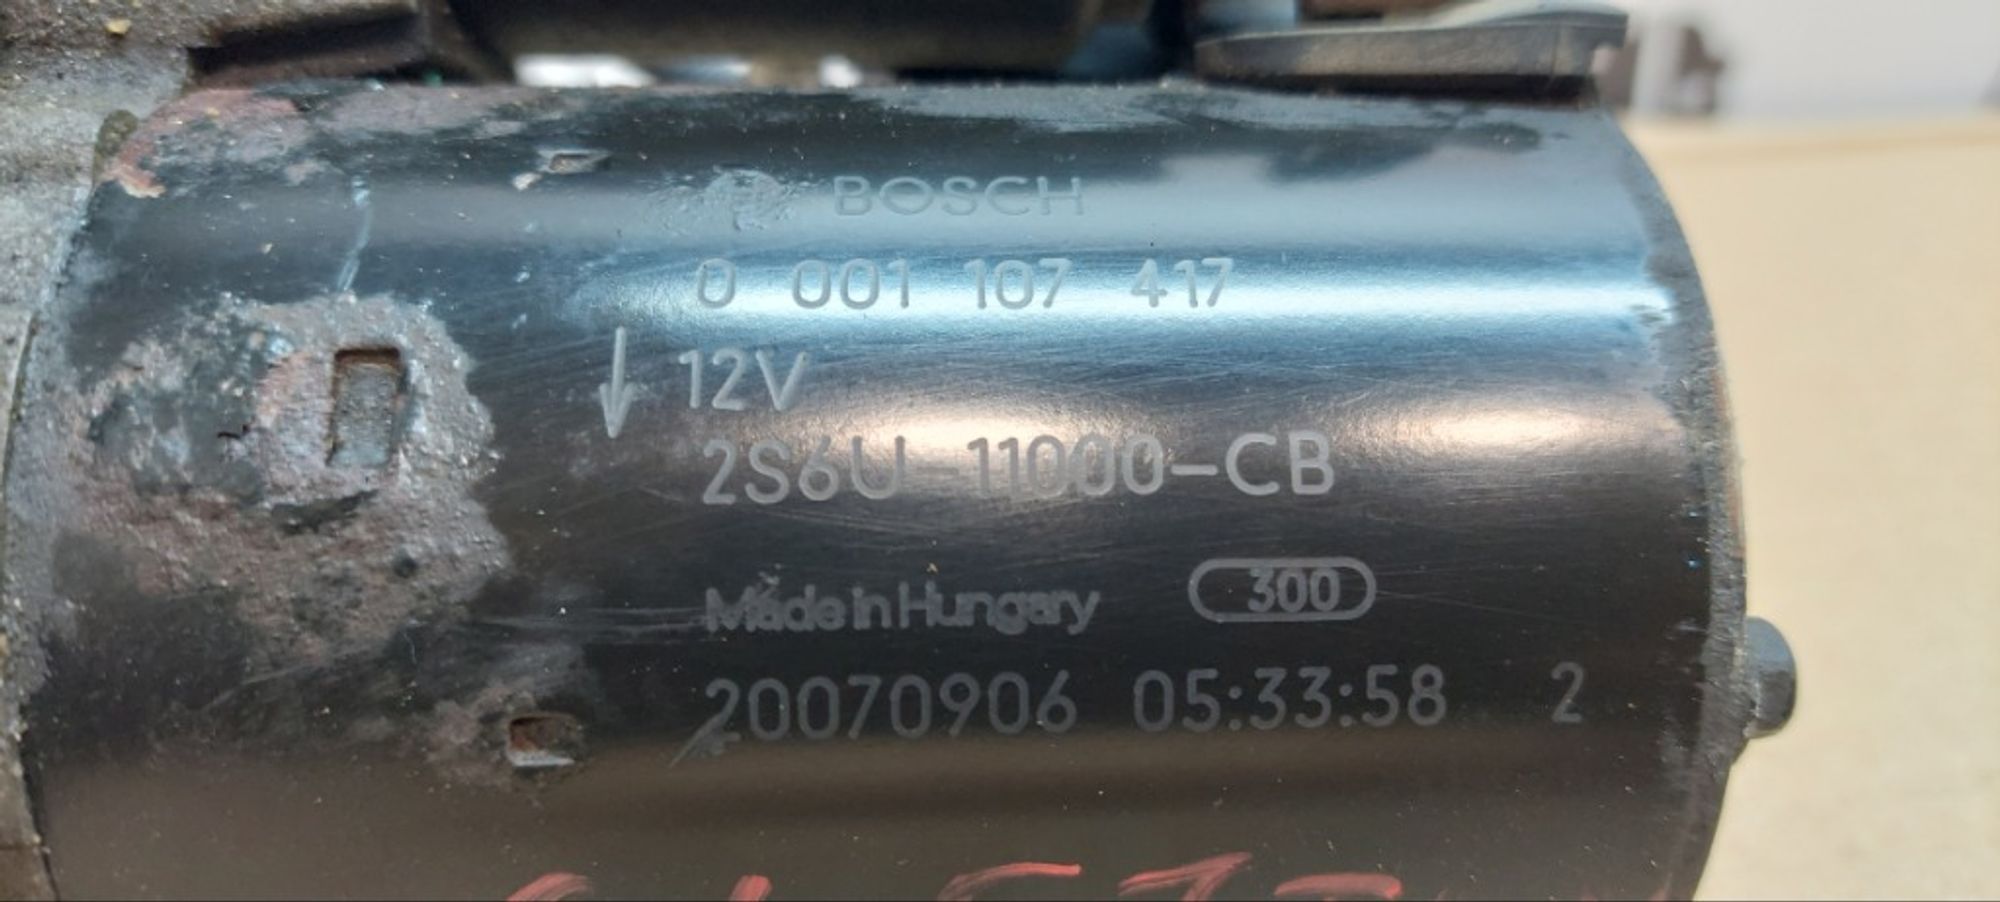 BOSCH
0 001 107 417
12V
2S6U-11000-CB
Made in Hungary 300
20070906 05:33:58 2